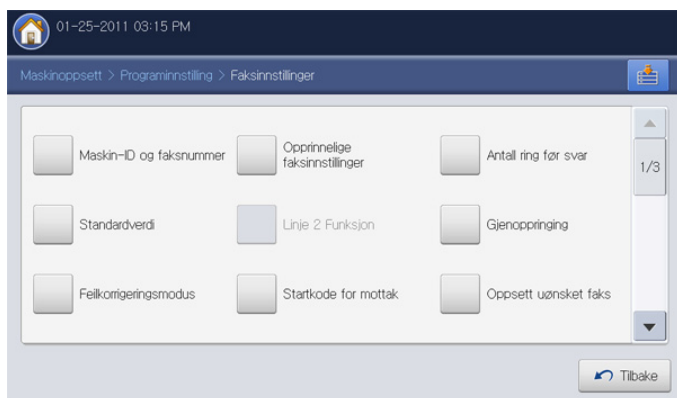 01-25-2011 03:15 PM
Maskinoppsett > Programinnstilling > Faksinnstillinger
Maskin-ID og faksnummer
Opprinnelige
faksinnstillinger
Antall ring før svar
1/3
Standardverdi
Linje 2 Funksjon
Gjenoppringing
Feilkorrigeringsmodus
Startkode for mottak
Oppsett uønsket faks
Tilbake